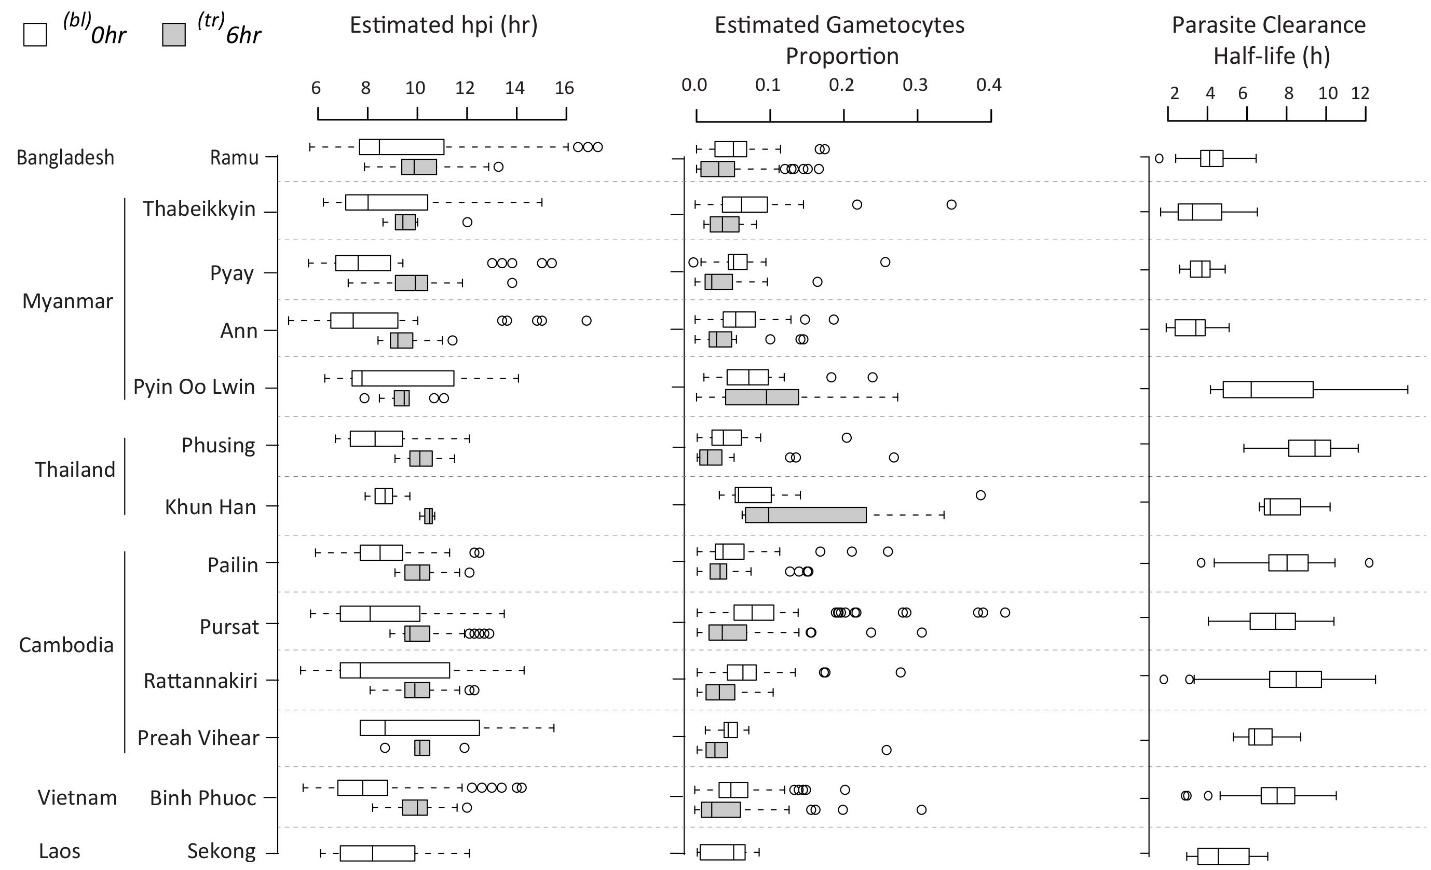 (bl)0hr (tr)6hr
Estimated hpi (hr)
Estimated Gametocytes
Proportion
Parasite Clearance
Half-life (h)
6 8 10 12 14 16
0.0 0.1 0.2 0.3 0.4
2 4 6 8 10 12
Bangladesh Ramu
Thabeikkyin
Pyay
Myanmar
Ann
Pyin Oo Lwin
Phusing
Thailand
Khun Han
Pailin
Pursat
Cambodia
Rattannakiri
Preah Vihear
Vietnam Binh Phuoc
Laos Sekong